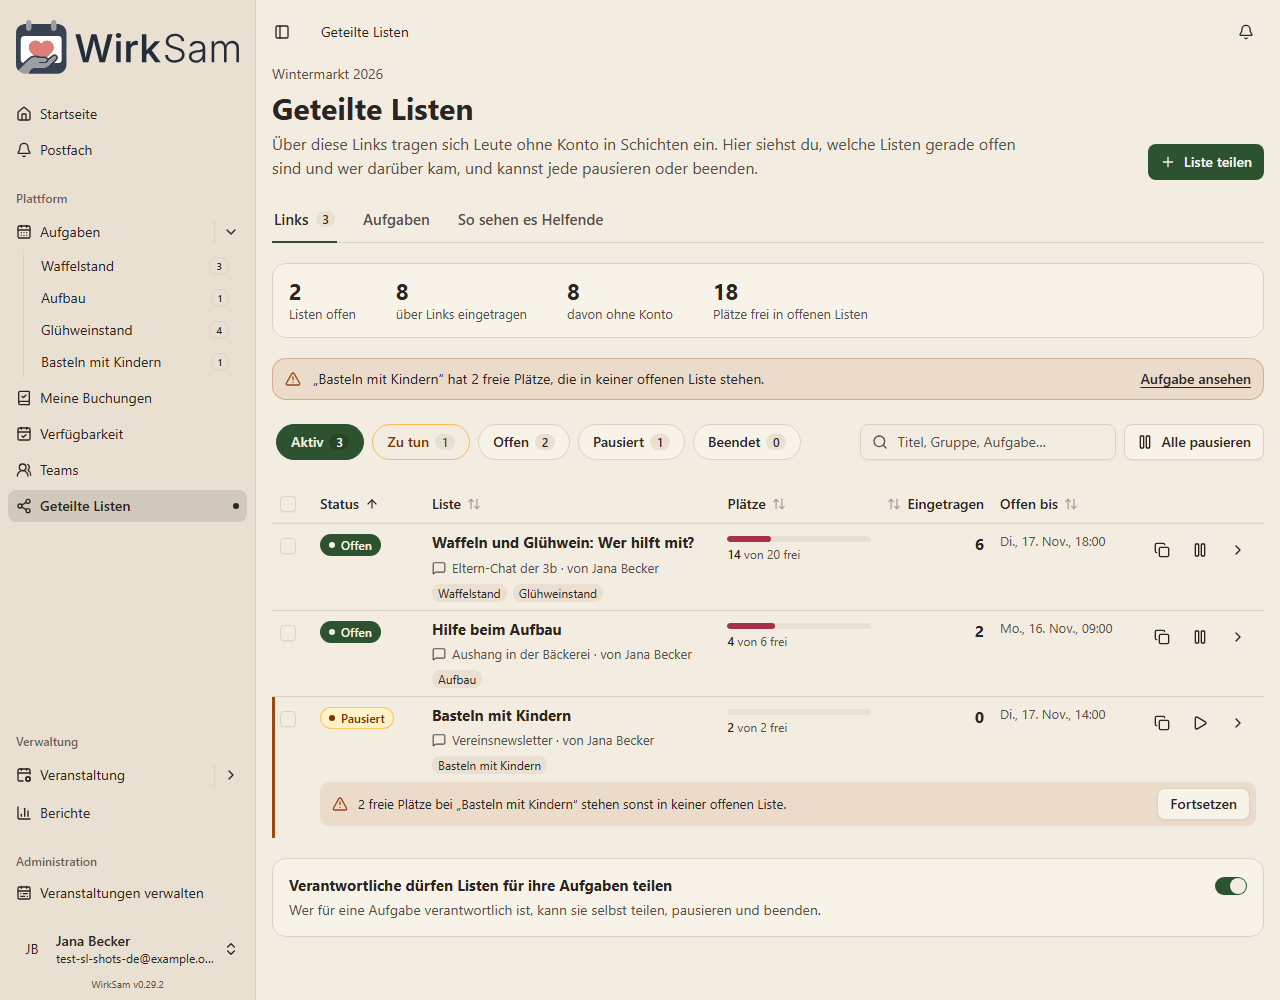 WirkSam
Startseite
Postfach
Plattform
Aufgaben
Waffelstand 3
Aufbau 1
Glühweinstand 4
Basteln mit Kindern 1
Meine Buchungen
Verfügbarkeit
Teams
Geteilte Listen
Verwaltung
Veranstaltung
Berichte
Administration
Veranstaltungen verwalten
JB
Jana Becker
test-sl-shots-de@example.o...
WirkSam v0.29.2
Geteilte Listen
Wintermarkt 2026
Geteilte Listen
Über diese Links tragen sich Leute ohne Konto in Schichten ein. Hier siehst du, welche Listen gerade offen
sind und wer darüber kam, und kannst jede pausieren oder beenden.
Liste teilen
Links 3 Aufgaben So sehen es Helfende
2 8 8 18
Listen offen über Links eingetragen davon ohne Konto Plätze frei in offenen Listen
„Basteln mit Kindern“ hat 2 freie Plätze, die in keiner offenen Liste stehen. Aufgabe ansehen
Aktiv 3 Zu tun 1 Offen 2 Pausiert 1 Beendet 0 Titel, Gruppe, Aufgabe... Alle pausieren
Status Liste Plätze Eingetragen Offen bis
Offen Waffeln und Glühwein: Wer hilft mit? 14 von 20 frei 6 Di., 17. Nov., 18:00
Eltern-Chat der 3b · von Jana Becker
Waffelstand Glühweinstand
Offen Hilfe beim Aufbau 4 von 6 frei 2 Mo., 16. Nov., 09:00
Aushang in der Bäckerei · von Jana Becker
Aufbau
Pausiert Basteln mit Kindern 2 von 2 frei 0 Di., 17. Nov., 14:00
Vereinsnewsletter · von Jana Becker
Basteln mit Kindern
2 freie Plätze bei „Basteln mit Kindern“ stehen sonst in keiner offenen Liste. Fortsetzen
Verantwortliche dürfen Listen für ihre Aufgaben teilen
Wer für eine Aufgabe verantwortlich ist, kann sie selbst teilen, pausieren und beenden.